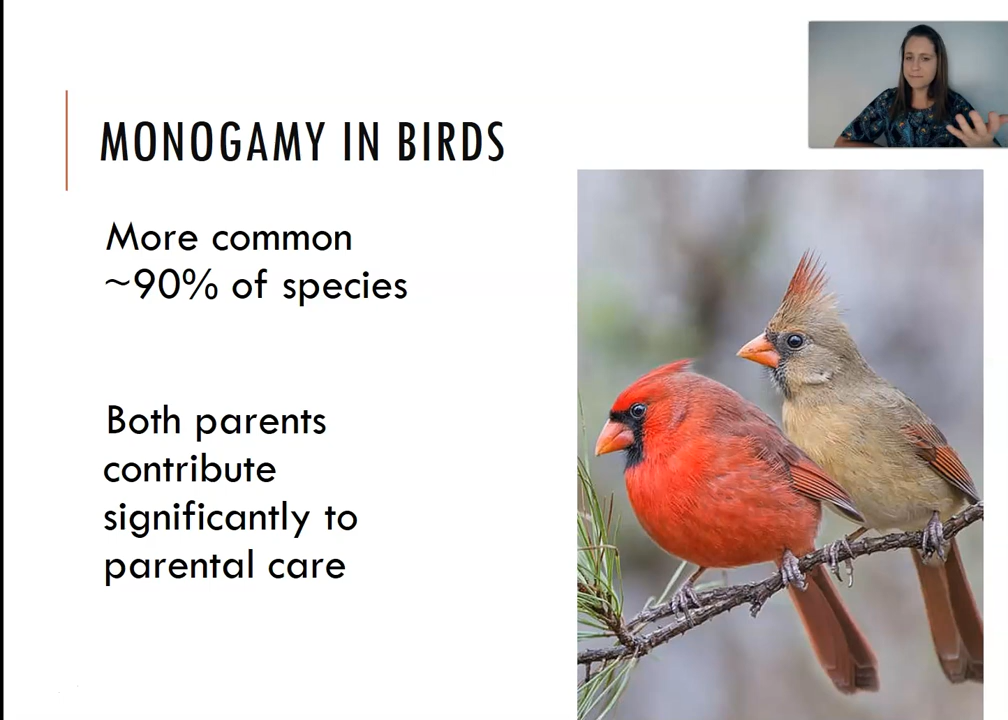 MONOGAMY IN BIRDS
More common
~90% of species
Both parents
contribute
significantly to
parental care